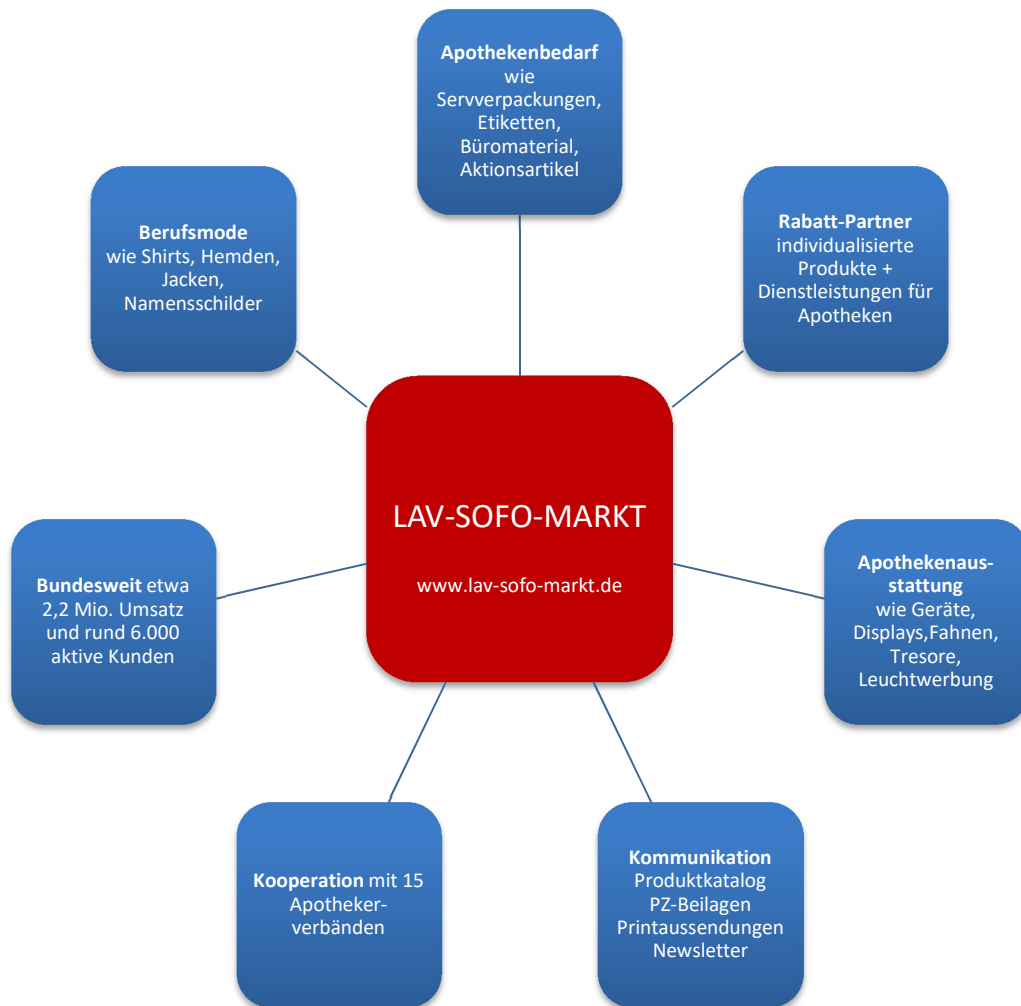 Apothekenbedarf
wie
Servverpackungen,
Etiketten,
Büromaterial,
Aktionsartikel
Rabatt-Partner
individualisierte
Produkte +
Dienstleistungen für
Apotheken
Apothekenaus-
stattung
wie Geräte,
Displays,Fahnen,
Tresore,
Leuchtwerbung
Kommunikation
Produktkatalog
PZ-Beilagen
Printaussendungen
Newsletter
Kooperation mit 15
Apotheker-
verbänden
Bundesweit etwa
2,2 Mio. Umsatz
und rund 6.000
aktive Kunden
Berufsmode
wie Shirts, Hemden,
Jacken,
Namensschilder
LAV-SOFO-MARKT
www.lav-sofo-markt.de